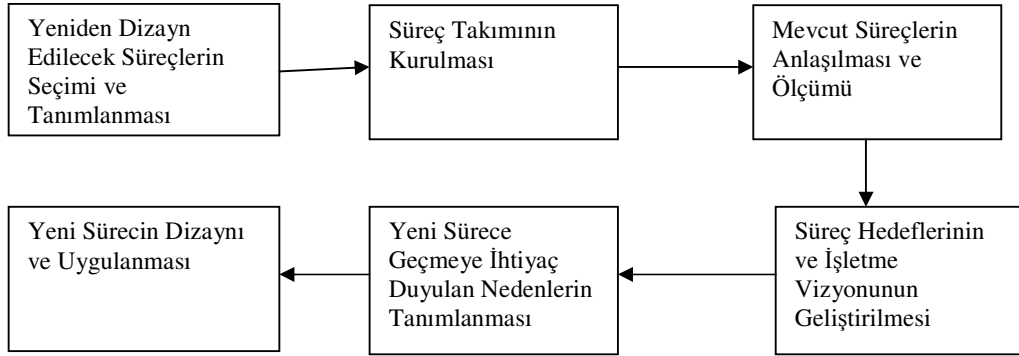 Yeniden Dizayn
Edilecek Süreçlerin
Seçimi ve
Tanımlanması
Süreç Takımının
Kurulması
Mevcut Süreçlerin
Anlaşılması ve
Ölçümü
Süreç Hedeflerinin
ve İşletme
Vizyonunun
Geliştirilmesi
Yeni Sürece
Geçmeye İhtiyaç
Duyulan Nedenlerin
Tanımlanması
Yeni Sürecin Dizaynı
ve Uygulanması